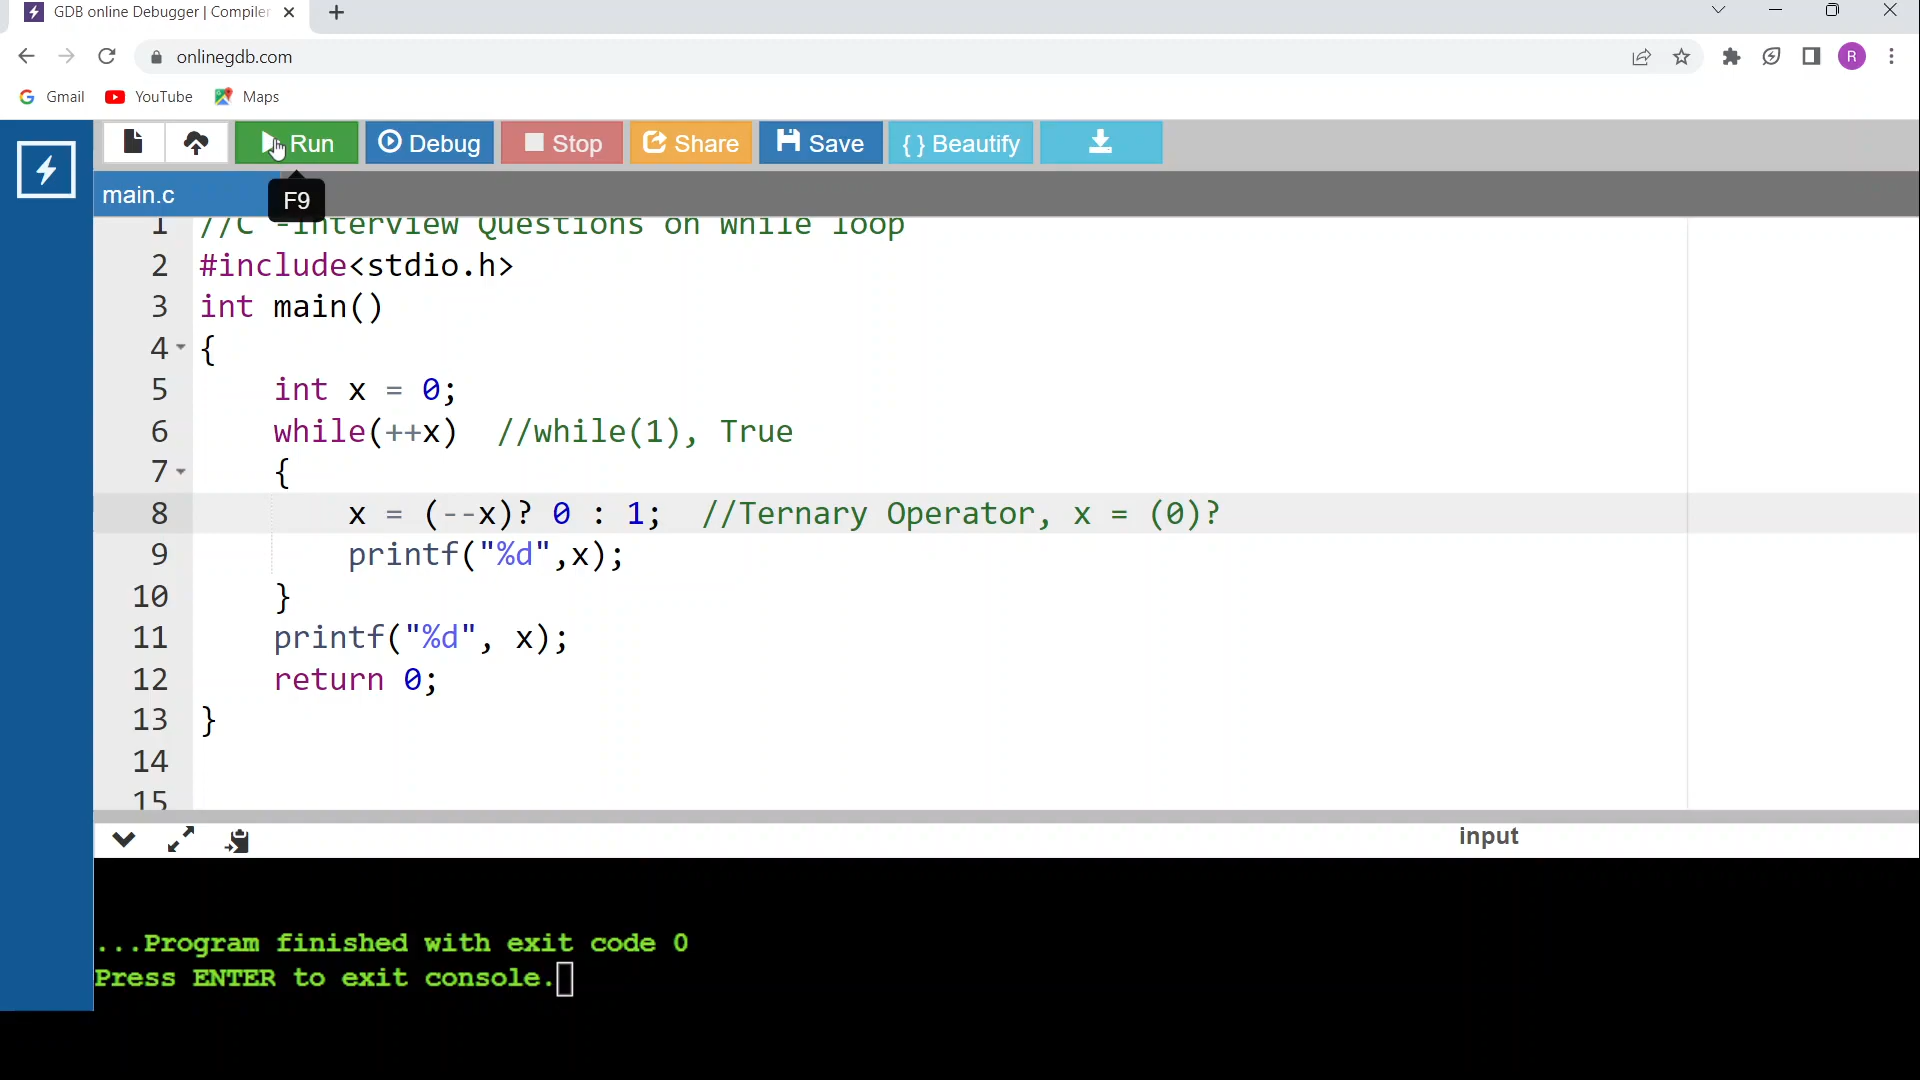 GDB online Debugger | Compiler
onlinegdb.com
R
Gmail YouTube Maps
Run Debug Stop Share Save { } Beautify
main.c
F9
1 //C -Interview Questions on while loop
2 #include<stdio.h>
3 int main()
4 {
5 int x = 0;
6 while(++x) //while(1), True
7 {
8 x = (--x)? 0 : 1; //Ternary Operator, x = (0)?
9 printf("%d",x);
10 }
11 printf("%d", x);
12 return 0;
13 }
14
15
input
...Program finished with exit code 0
Press ENTER to exit console.